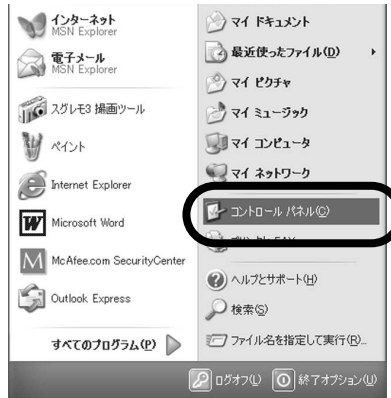 インターネット
MSN Explorer
電子メール
MSN Explorer
スグレモ3 撮画ツール
ペイント
Internet Explorer
Microsoft Word
McAfee.com SecurityCenter
Outlook Express
すべてのプログラム(P)
マイ ドキュメント
最近使ったファイル(D)
マイ ピクチャ
マイ ミュージック
マイ コンピュータ
マイ ネットワーク
コントロール パネル(C)
ヘルプとサポート(H)
検索(S)
ファイル名を指定して実行(R)...
ログオフ(L)
終了オプション(U)